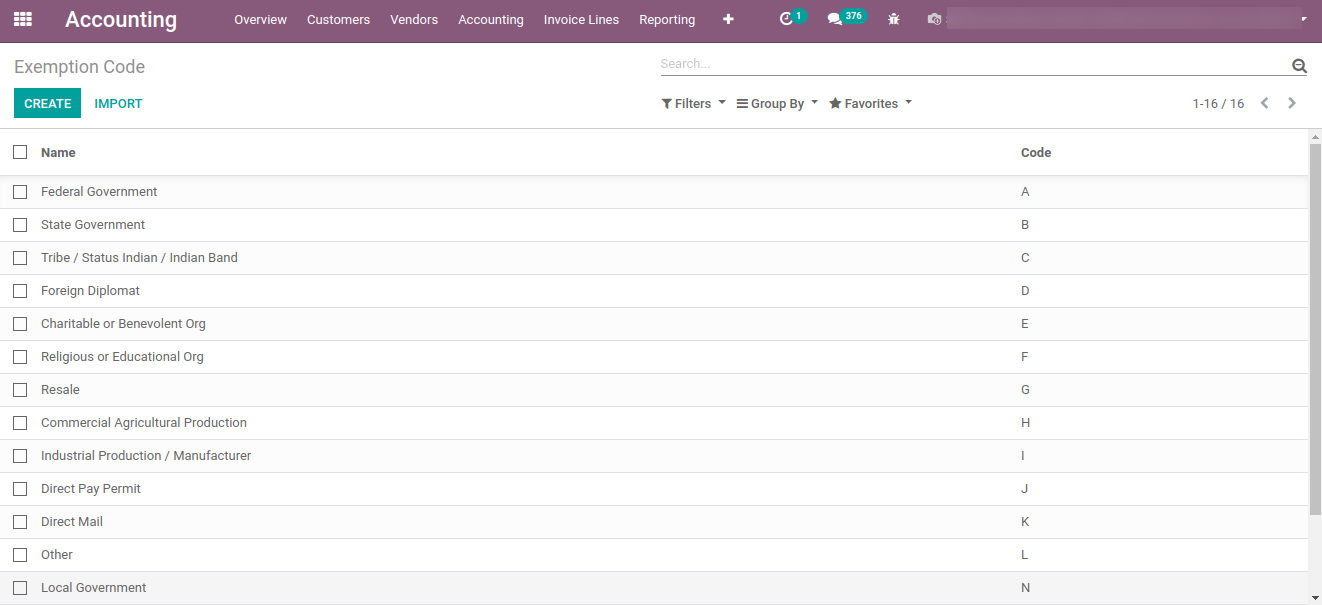 Accounting Overview Customers Vendors Accounting Invoice Lines Reporting 1 376
Exemption Code Search...
CREATE IMPORT Filters Group By Favorites 1-16 / 16
Name Code
Federal Government A
State Government B
Tribe / Status Indian / Indian Band C
Foreign Diplomat D
Charitable or Benevolent Org E
Religious or Educational Org F
Resale G
Commercial Agricultural Production H
Industrial Production / Manufacturer I
Direct Pay Permit J
Direct Mail K
Other L
Local Government N